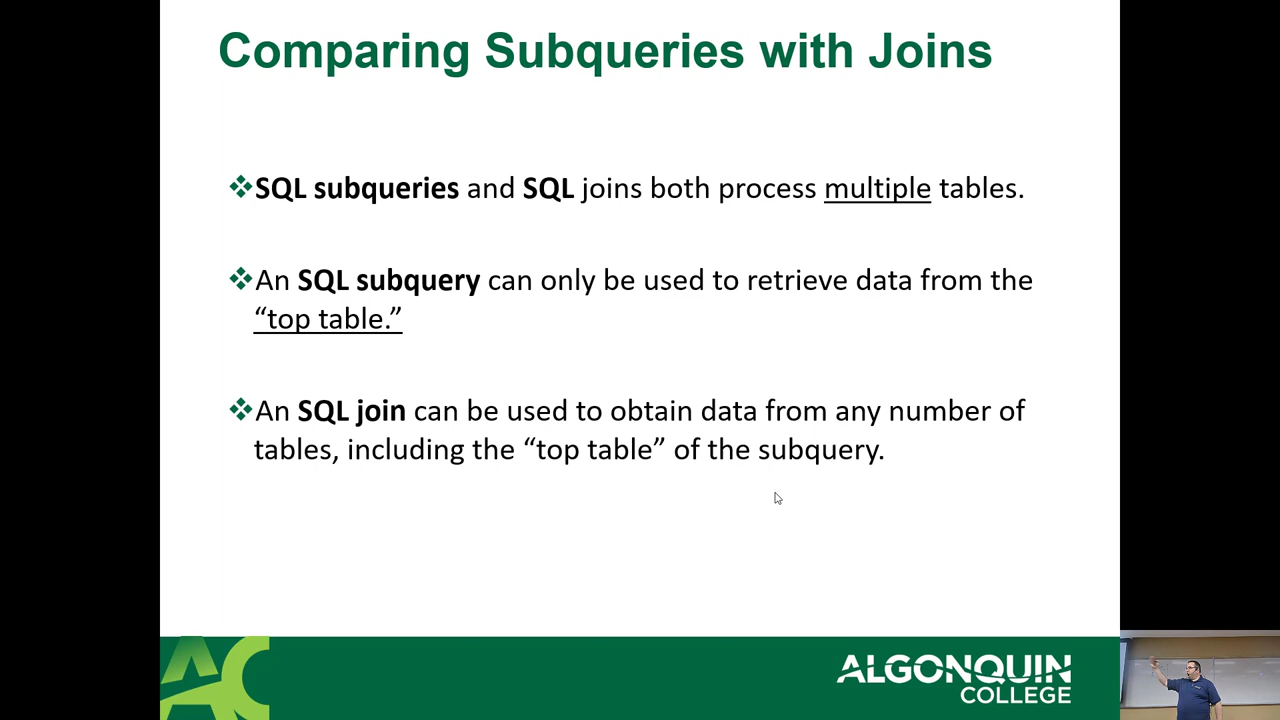 Comparing Subqueries with Joins
❖SQL subqueries and SQL joins both process multiple tables.
❖An SQL subquery can only be used to retrieve data from the
“top table.”
❖An SQL join can be used to obtain data from any number of
tables, including the “top table” of the subquery.
AC
ALGONQUIN
COLLEGE